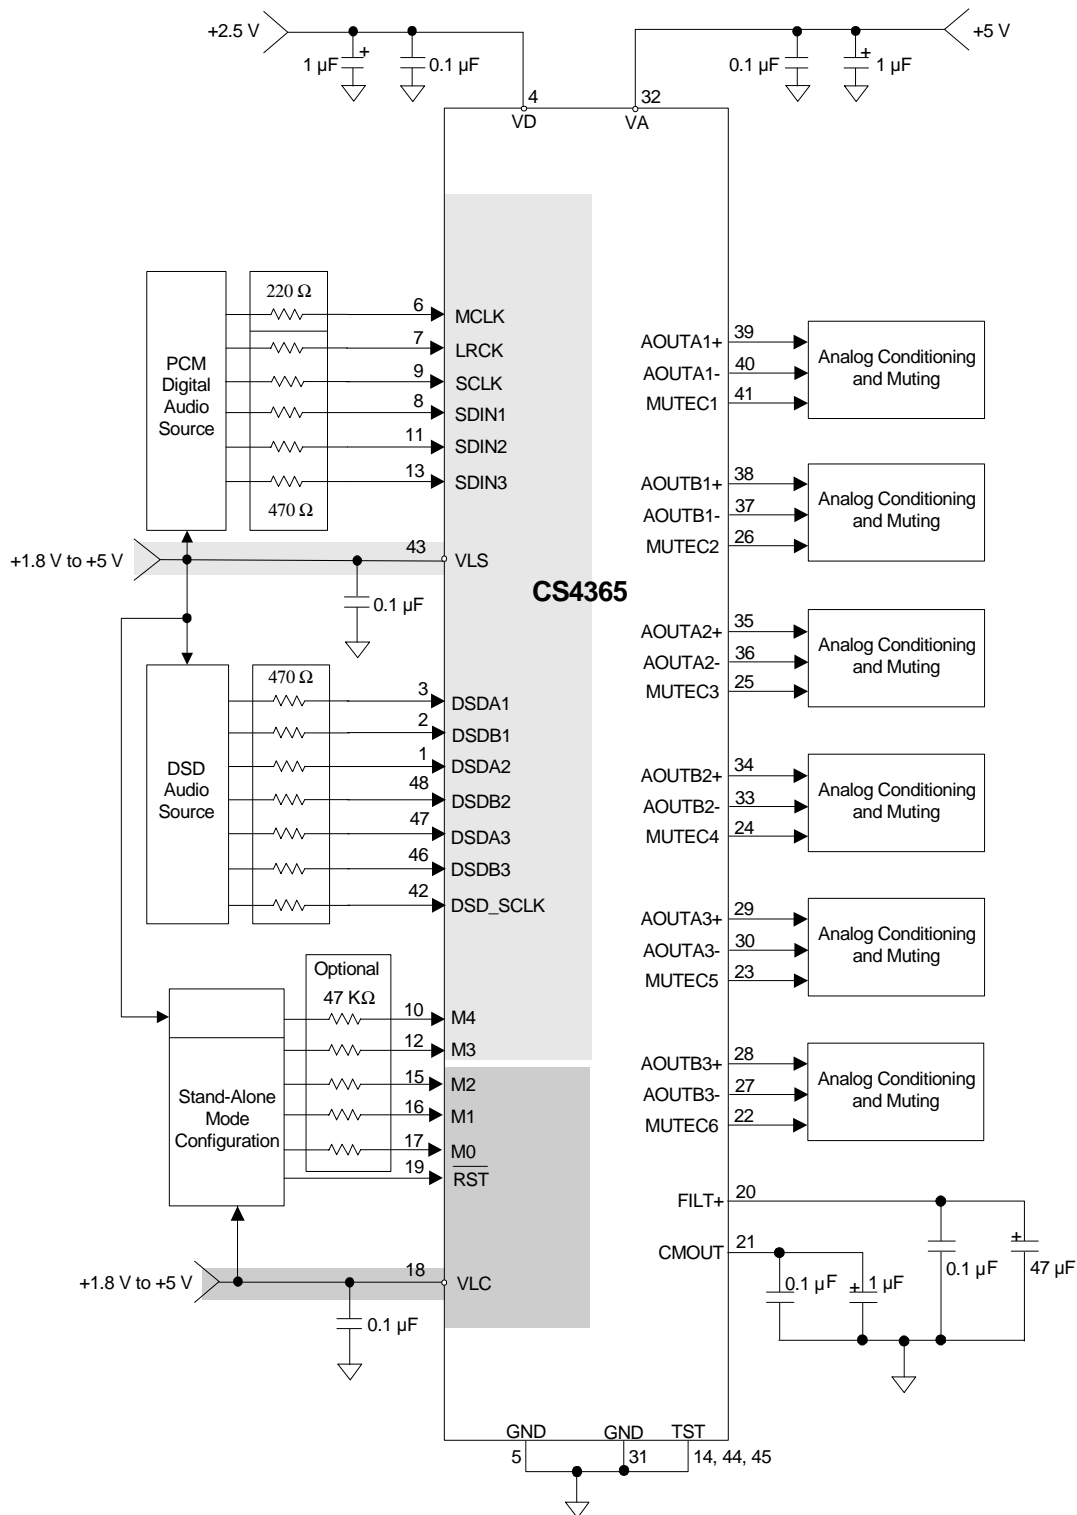 +2.5 V
+5 V
1 µF
+
0.1 µF
0.1 µF
+
1 µF
4
32
VD
VA
220 Ω
6
MCLK
7
LRCK
PCM
Digital
Audio
Source
9
SCLK
8
SDIN1
11
SDIN2
13
SDIN3
470 Ω
+1.8 V to +5 V
43
VLS
0.1 µF
CS4365
470 Ω
3
DSDA1
2
DSDB1
DSD
Audio
Source
1
DSDA2
48
DSDB2
47
DSDA3
46
DSDB3
42
DSD_SCLK
Optional
47 KΩ
10
M4
12
M3
Stand-Alone
Mode
Configuration
15
M2
16
M1
17
M0
19
RST
+1.8 V to +5 V
18
VLC
0.1 µF
AOUTA1+
39
AOUTA1-
40
MUTEC1
41
Analog Conditioning
and Muting
AOUTB1+
38
AOUTB1-
37
MUTEC2
26
Analog Conditioning
and Muting
AOUTA2+
35
AOUTA2-
36
MUTEC3
25
Analog Conditioning
and Muting
AOUTB2+
34
AOUTB2-
33
MUTEC4
24
Analog Conditioning
and Muting
AOUTA3+
29
AOUTA3-
30
MUTEC5
23
Analog Conditioning
and Muting
AOUTB3+
28
AOUTB3-
27
MUTEC6
22
Analog Conditioning
and Muting
FILT+
20
CMOUT
21
0.1 µF
+
1 µF
0.1 µF
+
47 µF
GND
GND
TST
5
31
14, 44, 45